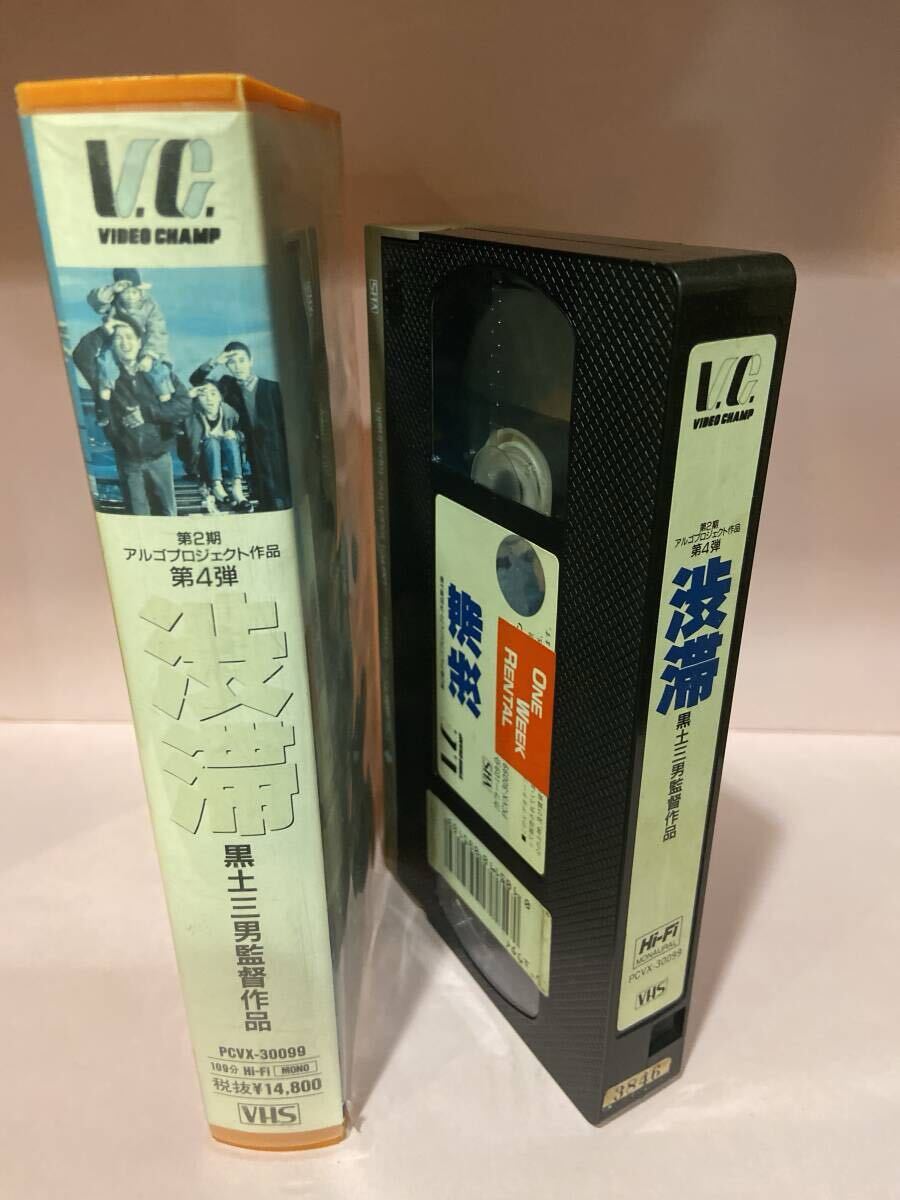 V.C.
VIDEO CHAMP
第2期
アルゴプロジェクト作品
第4弾
渋滞
黒土三男監督作品
PCVX-30099
109分 Hi-Fi MONO
税抜¥14,800
VHS
VHS
渋滞
ONE
WEEK
RENTAL
VHS
V.C.
VIDEO CHAMP
第2期
アルゴプロジェクト作品
第4弾
渋滞
黒土三男監督作品
Hi-Fi
MONAURAL
PCVX-30099
VHS
3846